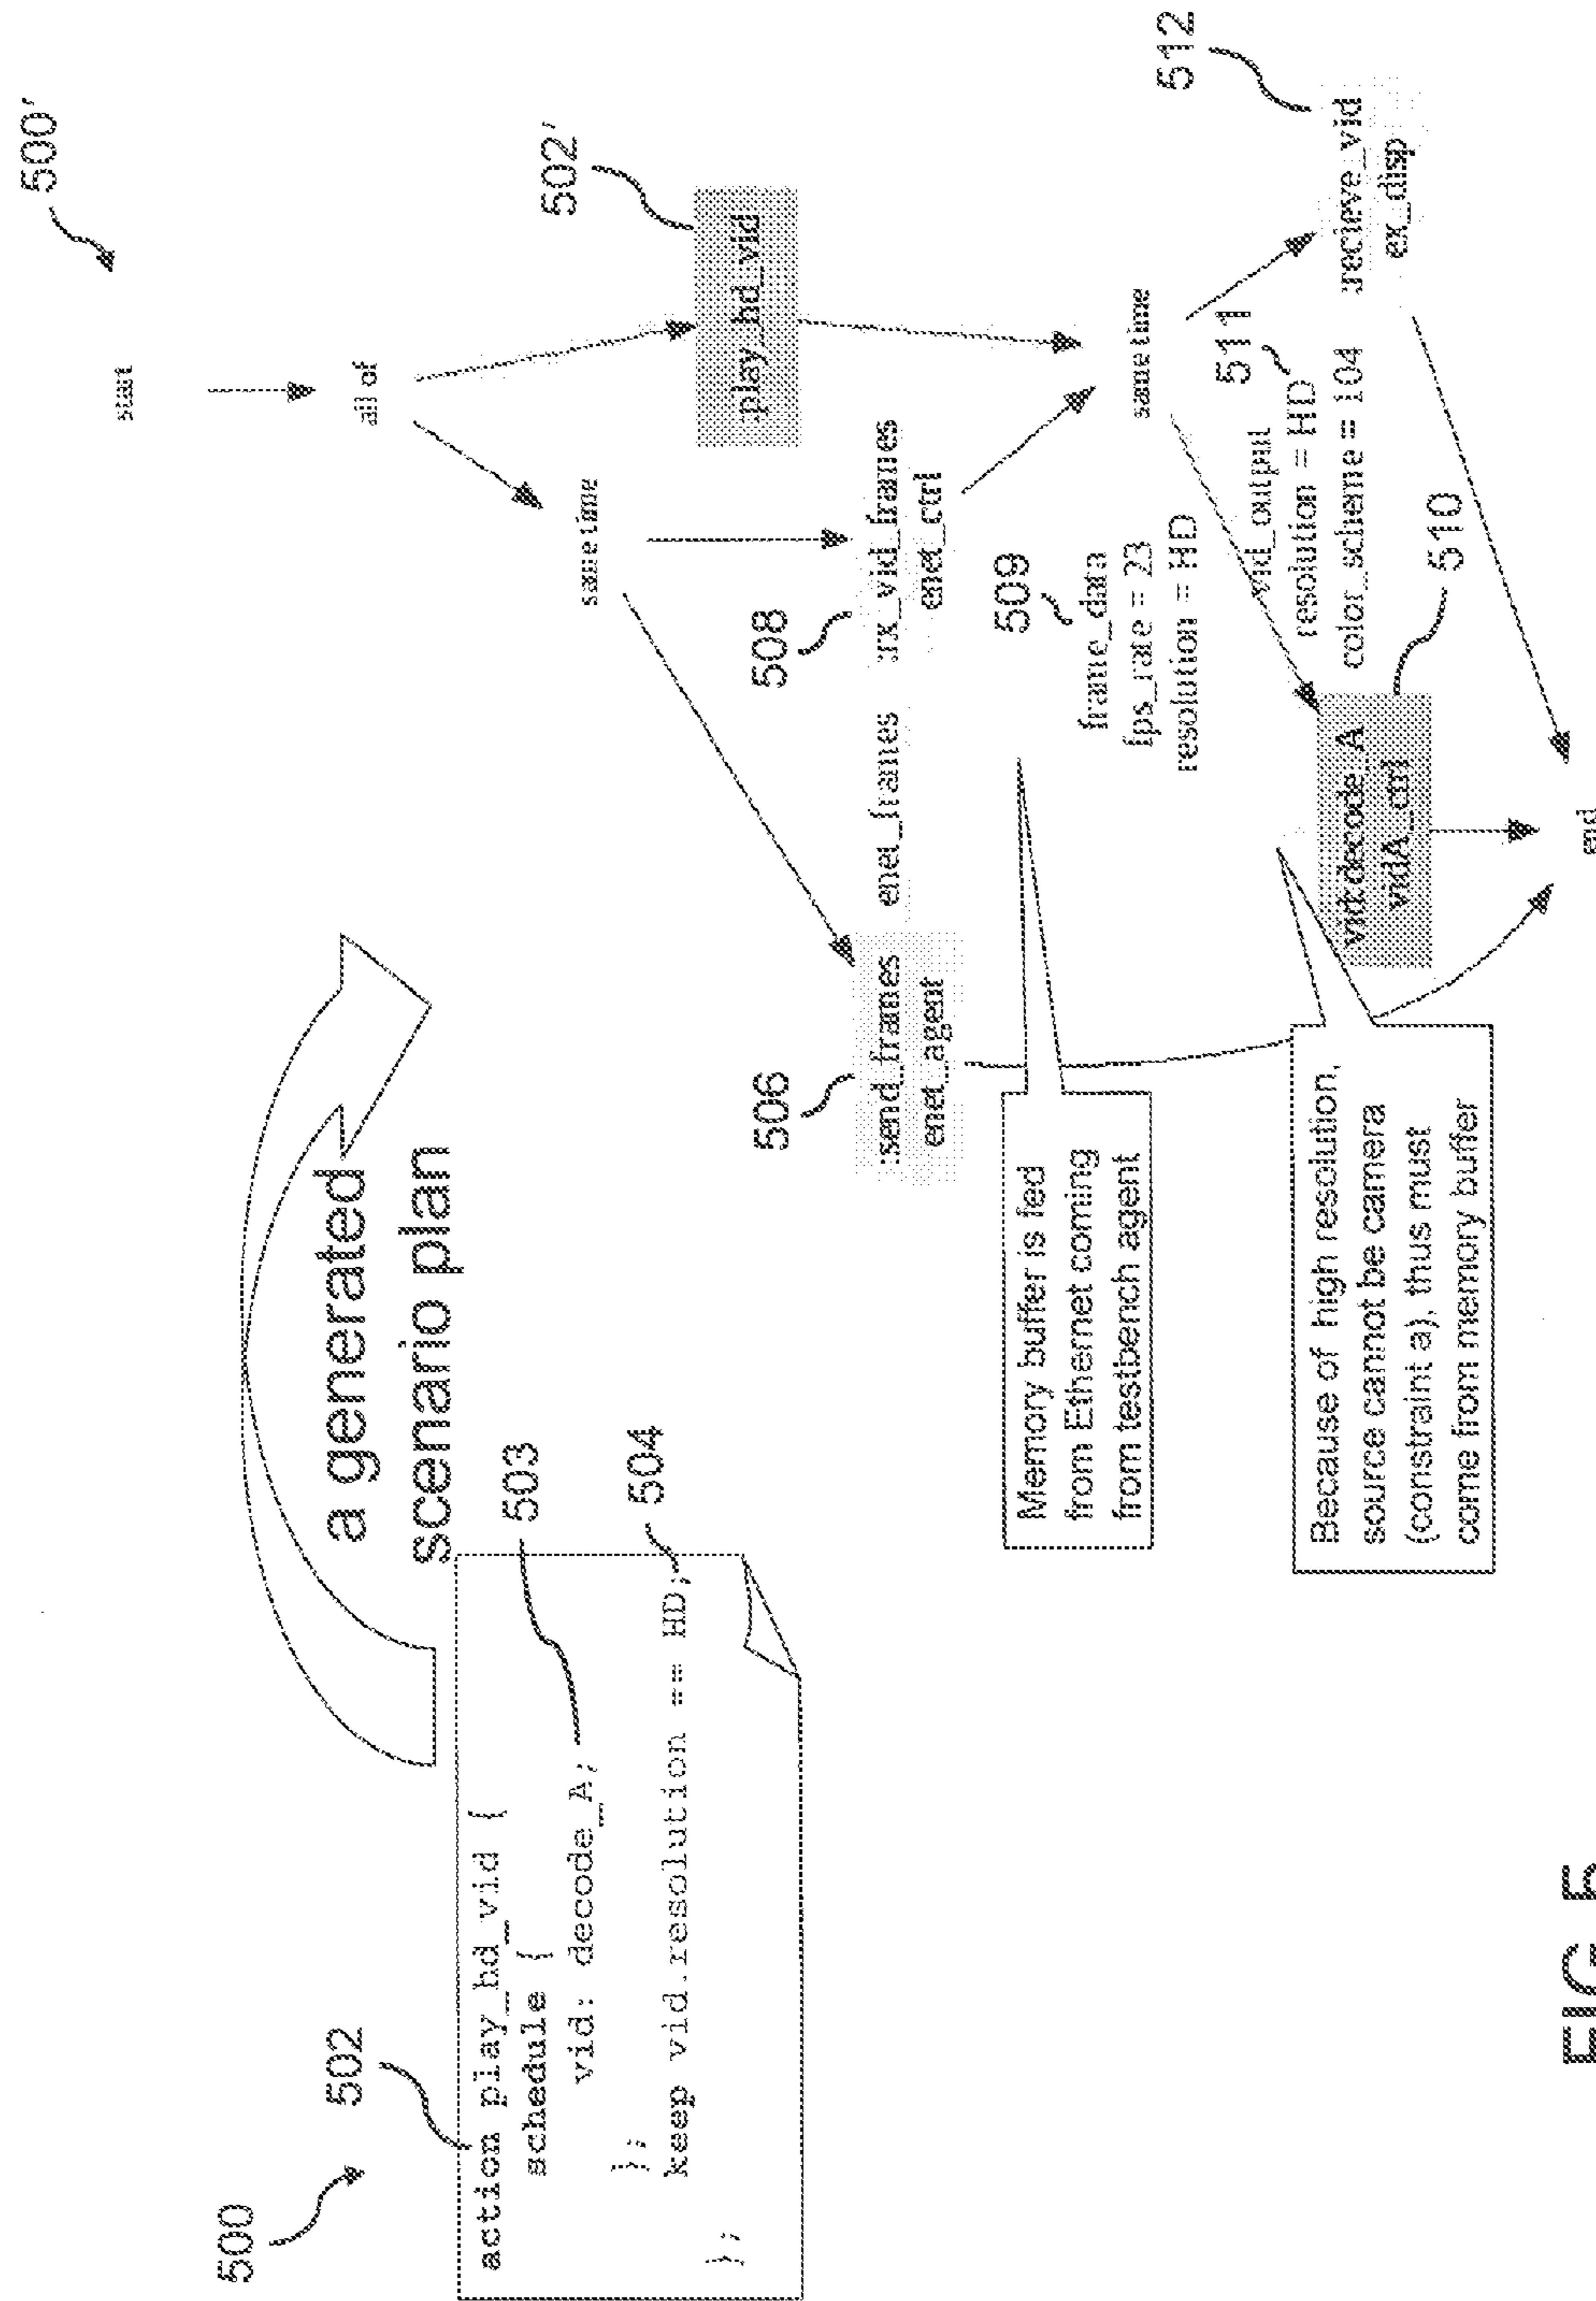 500
502
action play_hd_vid {
schedule {
vid: decode_A;
};
keep vid.resolution == HD;
};
503
504
a generated
scenario plan
500'
start
all of
same time
:play_hd_vid
502'
506
:send_frames
enet_agent
enet_frames
508
:rx_vid_frames
enet_ctrl
Memory buffer is fed
from Ethernet coming
from testbench agent
509
frame_data
fps_rate = 23
resolution = HD
same time
Because of high resolution,
source cannot be camera
(constraint a), thus must
come from memory buffer
vid:decode_A
vidA_ctrl
510
vid_output
resolution = HD
color_scheme = 104
511
:recieve_vid
ex_disp
512
end
FIG. 5